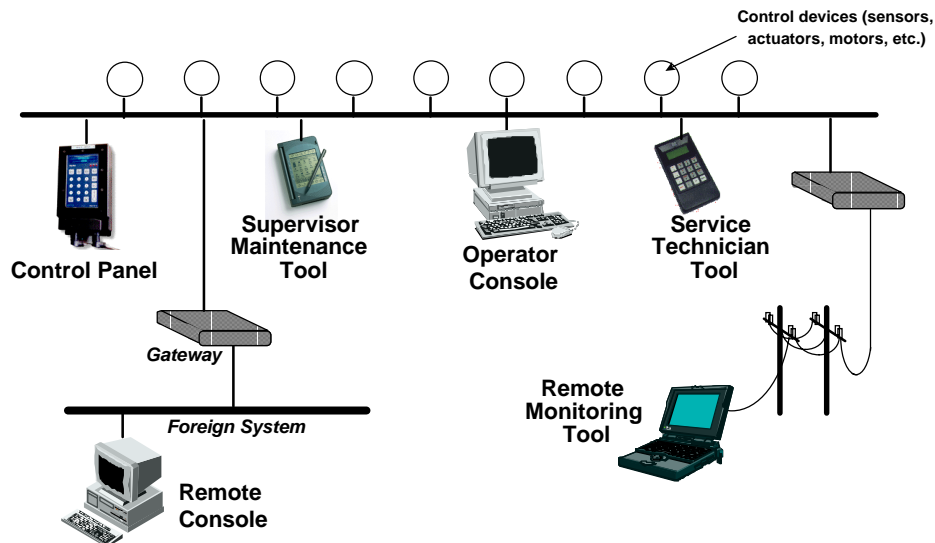 Control devices (sensors,
actuators, motors, etc.)
Control Panel
Supervisor
Maintenance
Tool
Operator
Console
Service
Technician
Tool
Gateway
Foreign System
Remote
Monitoring
Tool
Remote
Console